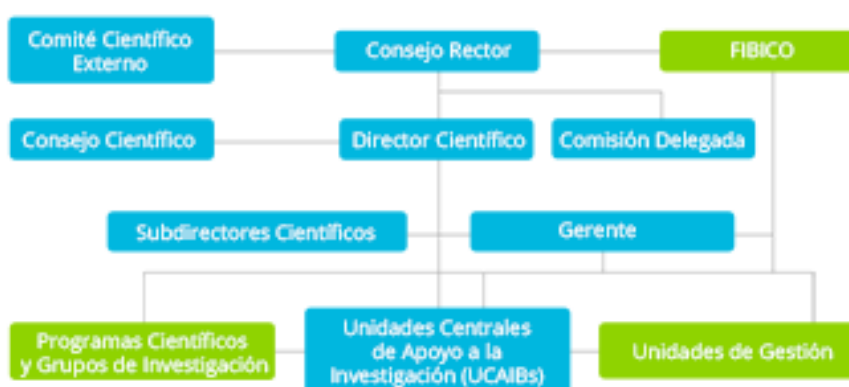 Comité Científico
Externo
Consejo Rector
FIBICO
Consejo Científico
Director Científico
Comisión Delegada
Subdirectores Científicos
Gerente
Programas Científicos
y Grupos de Investigación
Unidades Centrales
de Apoyo a la
Investigación (UCAIBs)
Unidades de Gestión